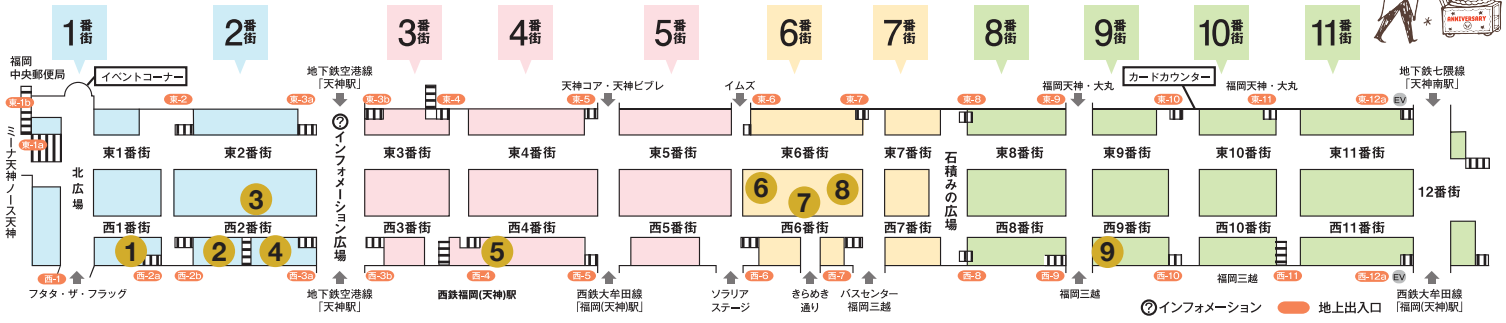 1番街
2番街
3番街
4番街
5番街
6番街
7番街
8番街
9番街
10番街
11番街
ANNIVERSARY
福岡
中央郵便局
イベントコーナー
地下鉄空港線
「天神駅」
天神コア・天神ビブレ
イムズ
福岡天神・大丸
カードカウンター
福岡天神・大丸
地下鉄七隈線
「天神南駅」
東-1b
東-2
東-3a
東-3b
東-4
東-5
東-6
東-7
東-8
東-9
東-10
東-11
東-12a
EV
東-1a
ミーナ天神ノース天神
北広場
?インフォメーション広場
石積みの広場
東1番街
東2番街
東3番街
東4番街
東5番街
東6番街
東7番街
東8番街
東9番街
東10番街
東11番街
12番街
3
6
7
8
西1番街
西2番街
西3番街
西4番街
西5番街
西6番街
西7番街
西8番街
西9番街
西10番街
西11番街
1
2
4
5
9
西-1
西-2a
西-2b
西-3a
西-3b
西-4
西-5
西-6
西-7
西-8
西-9
西-10
西-11
西-12a
EV
フタタ・ザ・フラッグ
地下鉄空港線
「天神駅」
西鉄福岡(天神)駅
西鉄大牟田線
「福岡(天神)駅」
ソラリア
ステージ
きらめき
通り
バスセンター
福岡三越
福岡三越
福岡三越
西鉄大牟田線
「福岡(天神)駅」
?インフォメーション
地上出入口